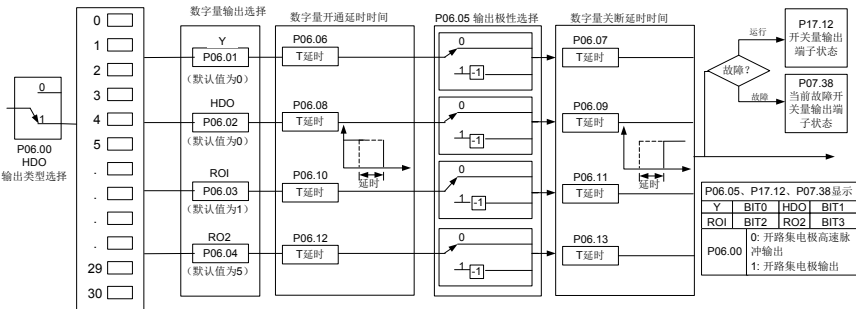 0
1
P06.00
HDO
输出类型选择
0
1
2
3
4
5
.
.
.
.
29
30
数字量输出选择
Y
P06.01
(默认值为0)
HDO
P06.02
(默认值为0)
ROI
P06.03
(默认值为1)
RO2
P06.04
(默认值为5)
数字量开通延时时间
P06.06
T延时
P06.08
T延时
延时
P06.10
T延时
P06.12
T延时
P06.05 输出极性选择
0
1 -1
0
1 -1
0
1 -1
0
1 -1
数字量关断延时时间
P06.07
T延时
P06.09
T延时
延时
P06.11
T延时
P06.13
T延时
故障?
运行
故障
P17.12
开关量输出
端子状态
P07.38
当前故障开
关量输出端
子状态
P06.05、P17.12、P07.38显示
Y BIT0 HDO BIT1
ROI BIT2 RO2 BIT3
P06.00
0: 开路集电极高速脉
冲输出
1: 开路集电极输出